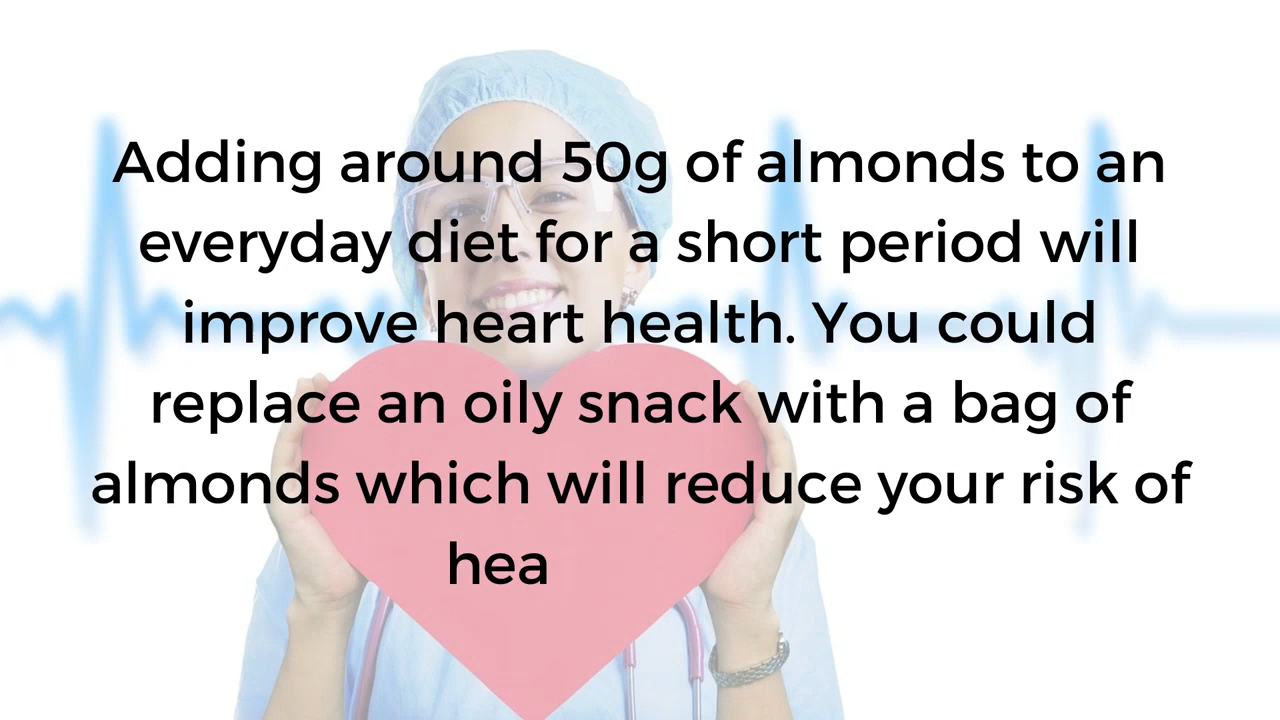 Adding around 50g of almonds to an
everyday diet for a short period will
improve heart health. You could
replace an oily snack with a bag of
almonds which will reduce your risk of
hea